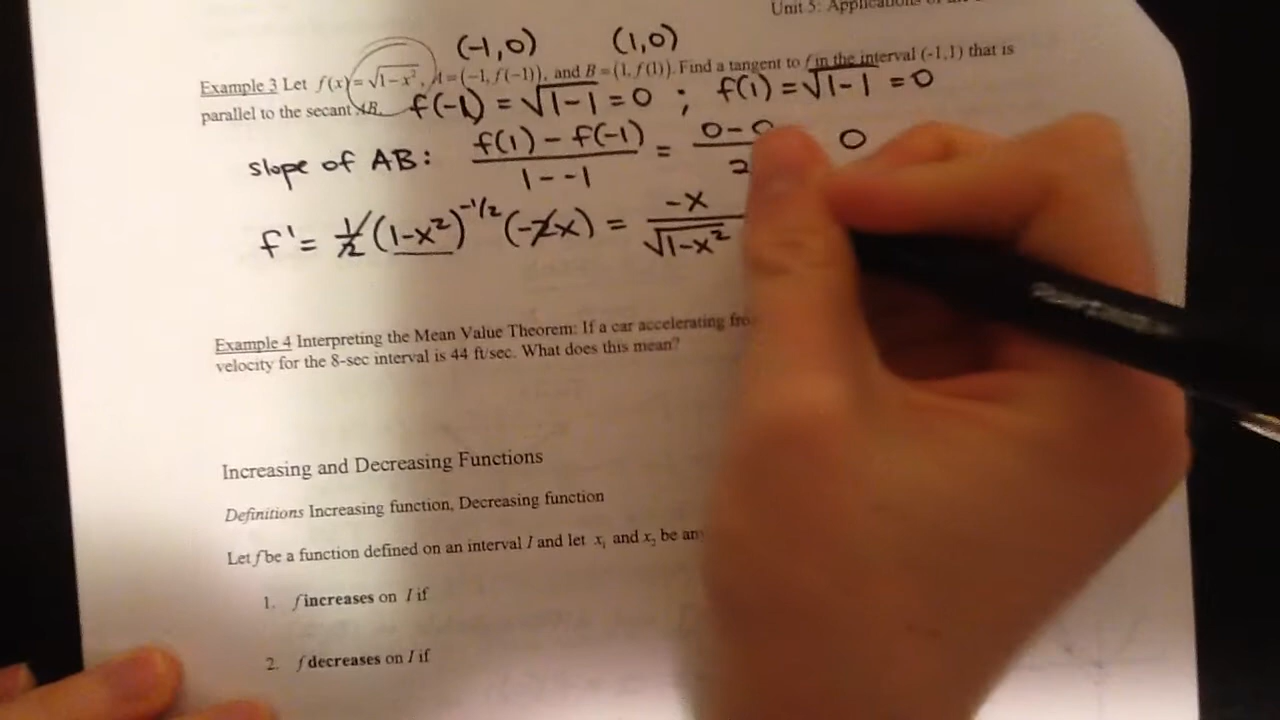 Unit 5: Applications of
(-1,0) (1,0)
Example 3 Let f(x)=√1−x², A=(−1, f(−1)), and B=(1, f(1)). Find a tangent to f in the interval (-1,1) that is
parallel to the secant AB. f(-1) = √1-1 = 0 ; f(1) = √1-1 = 0
slope of AB: f(1) - f(-1) / 1 - -1 = 0-0 / 2 0
f' = 1/2 (1-x²)^-1/2 (-2x) = -x / √1-x²
Example 4 Interpreting the Mean Value Theorem: If a car accelerating
velocity for the 8-sec interval is 44 ft/sec. What does this mean?
Increasing and Decreasing Functions
Definitions Increasing function, Decreasing function
Let f be a function defined on an interval I and let x₁ and x₂ be
1. f increases on I if
2. f decreases on I if